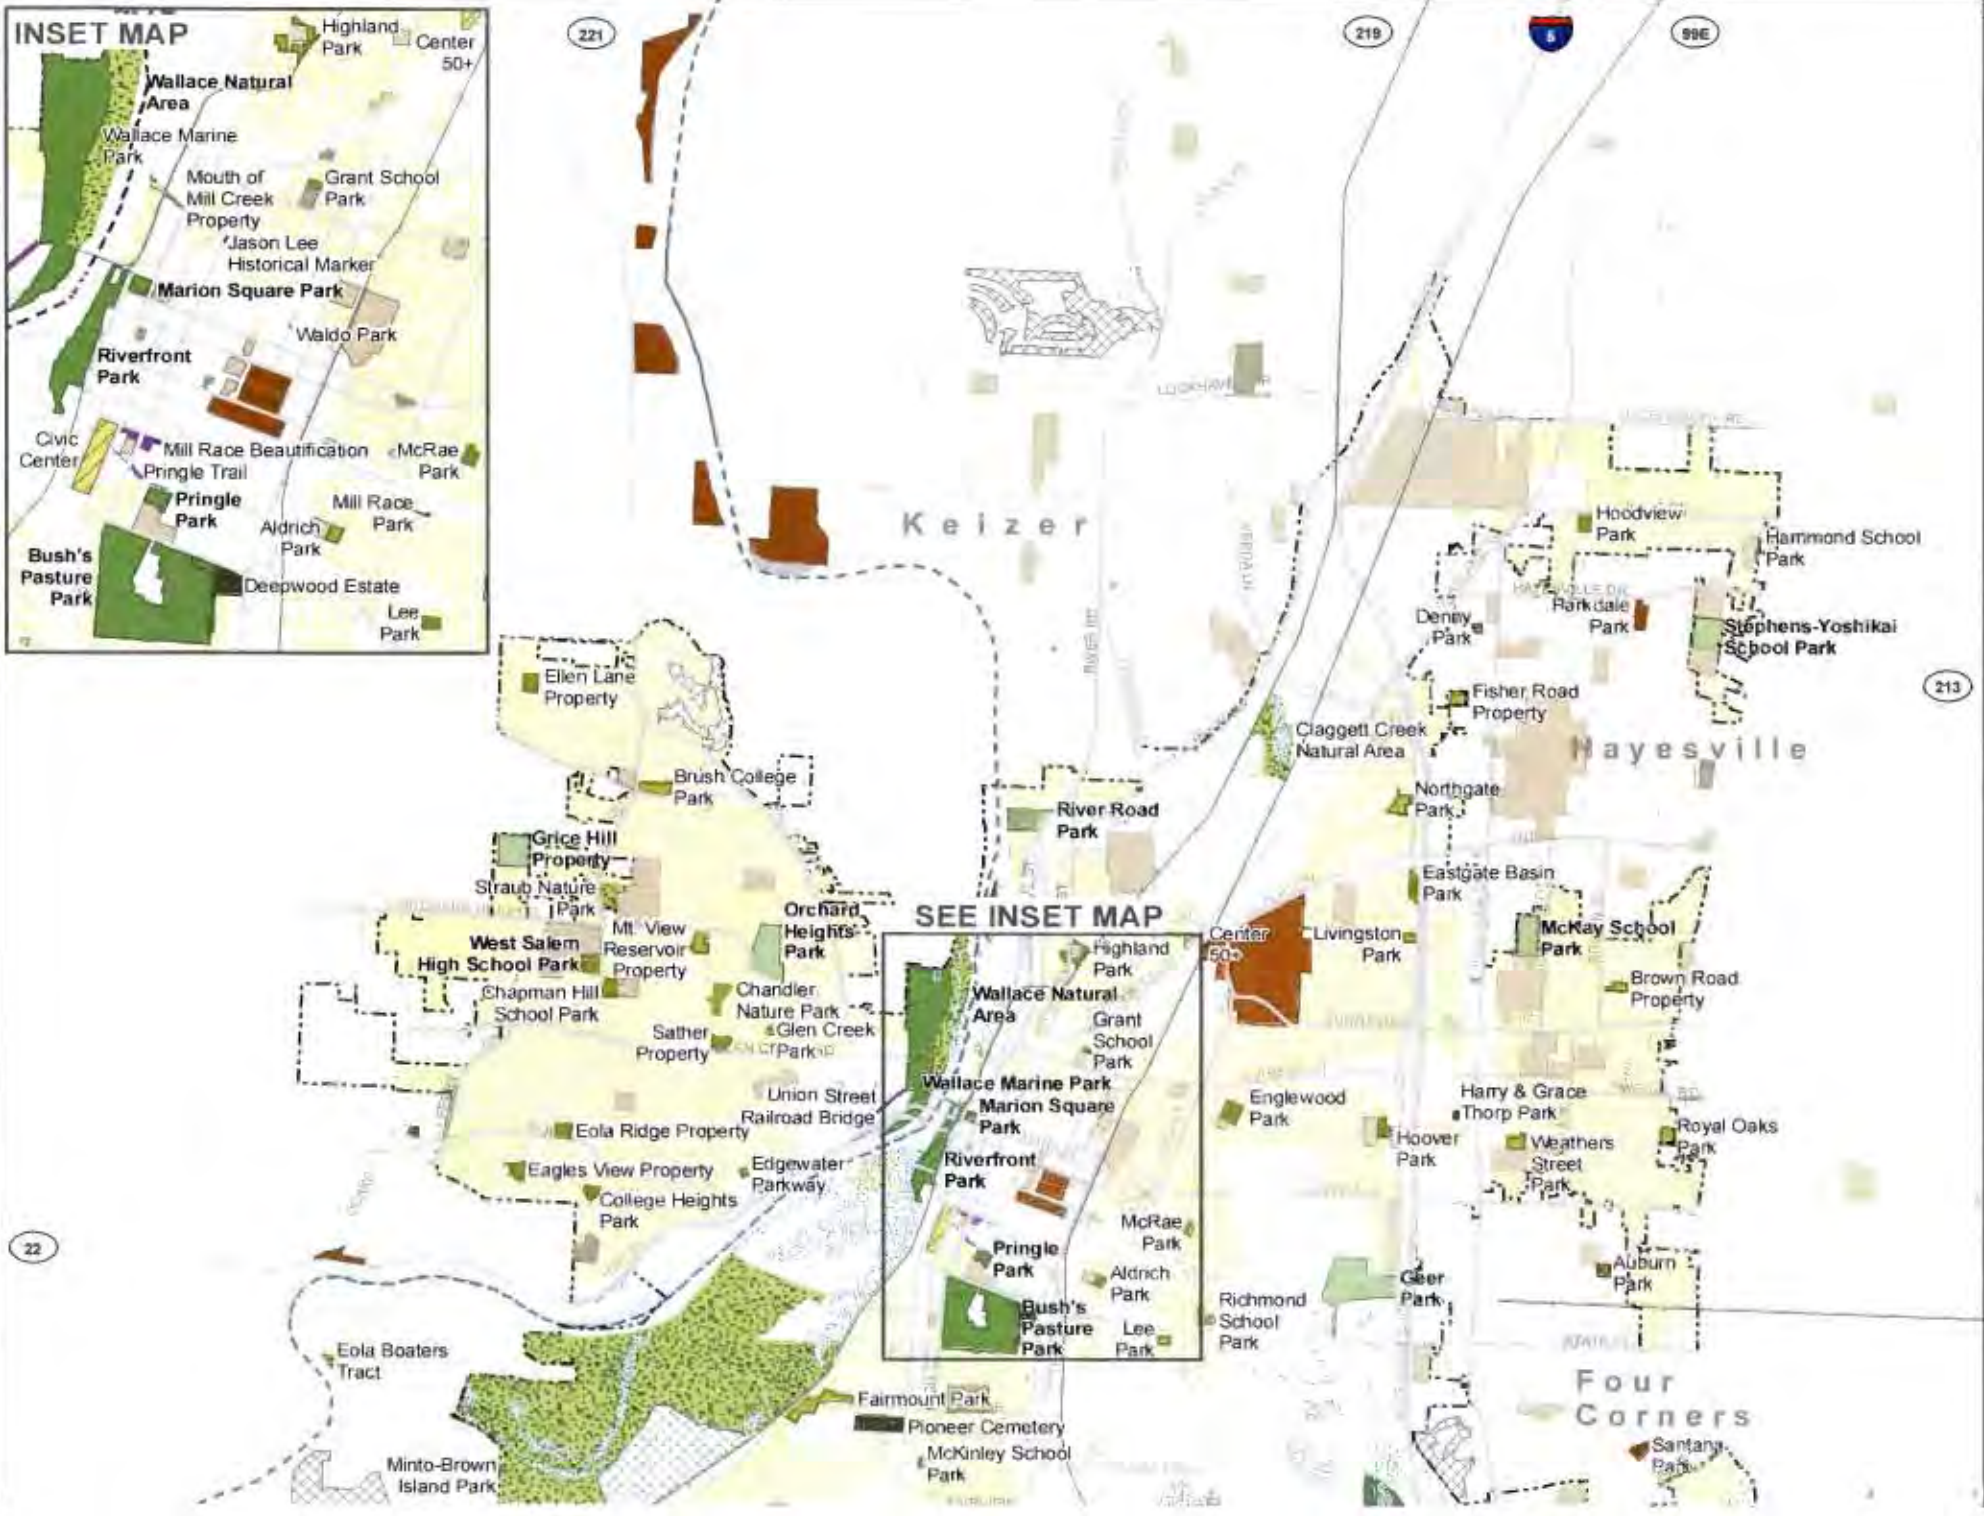 INSET MAP
Highland
Park
Center
50+
Wallace Natural
Area
Wallace Marine
Park
Mouth of
Mill Creek
Property
Grant School
Park
Jason Lee
Historical Marker
Marion Square Park
Waldo Park
Riverfront
Park
Civic
Center
Mill Race Beautification
Pringle Trail
McRae
Park
Pringle
Park
Mill Race
Park
Aldrich
Park
Bush's
Pasture
Park
Deepwood Estate
Lee
Park
221
219
5
99E
213
22
Keizer
Hoodview
Park
Hammond School
Park
Parkdale
Park
Denny
Park
Stephens-Yoshikai
School Park
Fisher Road
Property
Hayesville
Claggett Creek
Natural Area
Northgate
Park
Ellen Lane
Property
Brush College
Park
River Road
Park
Grice Hill
Property
Straub Nature
Park
Eastgate Basin
Park
SEE INSET MAP
Orchard
Heights
Park
Mt. View
Reservoir
Property
West Salem
High School Park
Chapman Hill
School Park
Chandler
Nature Park
Glen Creek
Park
Sather
Property
Highland
Park
Center
50+
Livingston
Park
McKay School
Park
Brown Road
Property
Wallace Natural
Area
Grant
School
Park
Wallace Marine Park
Marion Square
Park
Union Street
Railroad Bridge
Englewood
Park
Harry & Grace
Thorp Park
Hoover
Park
Weathers
Street
Park
Royal Oaks
Park
Eola Ridge Property
Eagles View Property
Edgewater
Parkway
College Heights
Park
Riverfront
Park
McRae
Park
Pringle
Park
Aldrich
Park
Bush's
Pasture
Park
Lee
Park
Richmond
School
Park
Geer
Park
Auburn
Park
Eola Boaters
Tract
Fairmount Park
Pioneer Cemetery
McKinley School
Park
Minto-Brown
Island Park
Four
Corners
Santana
Park